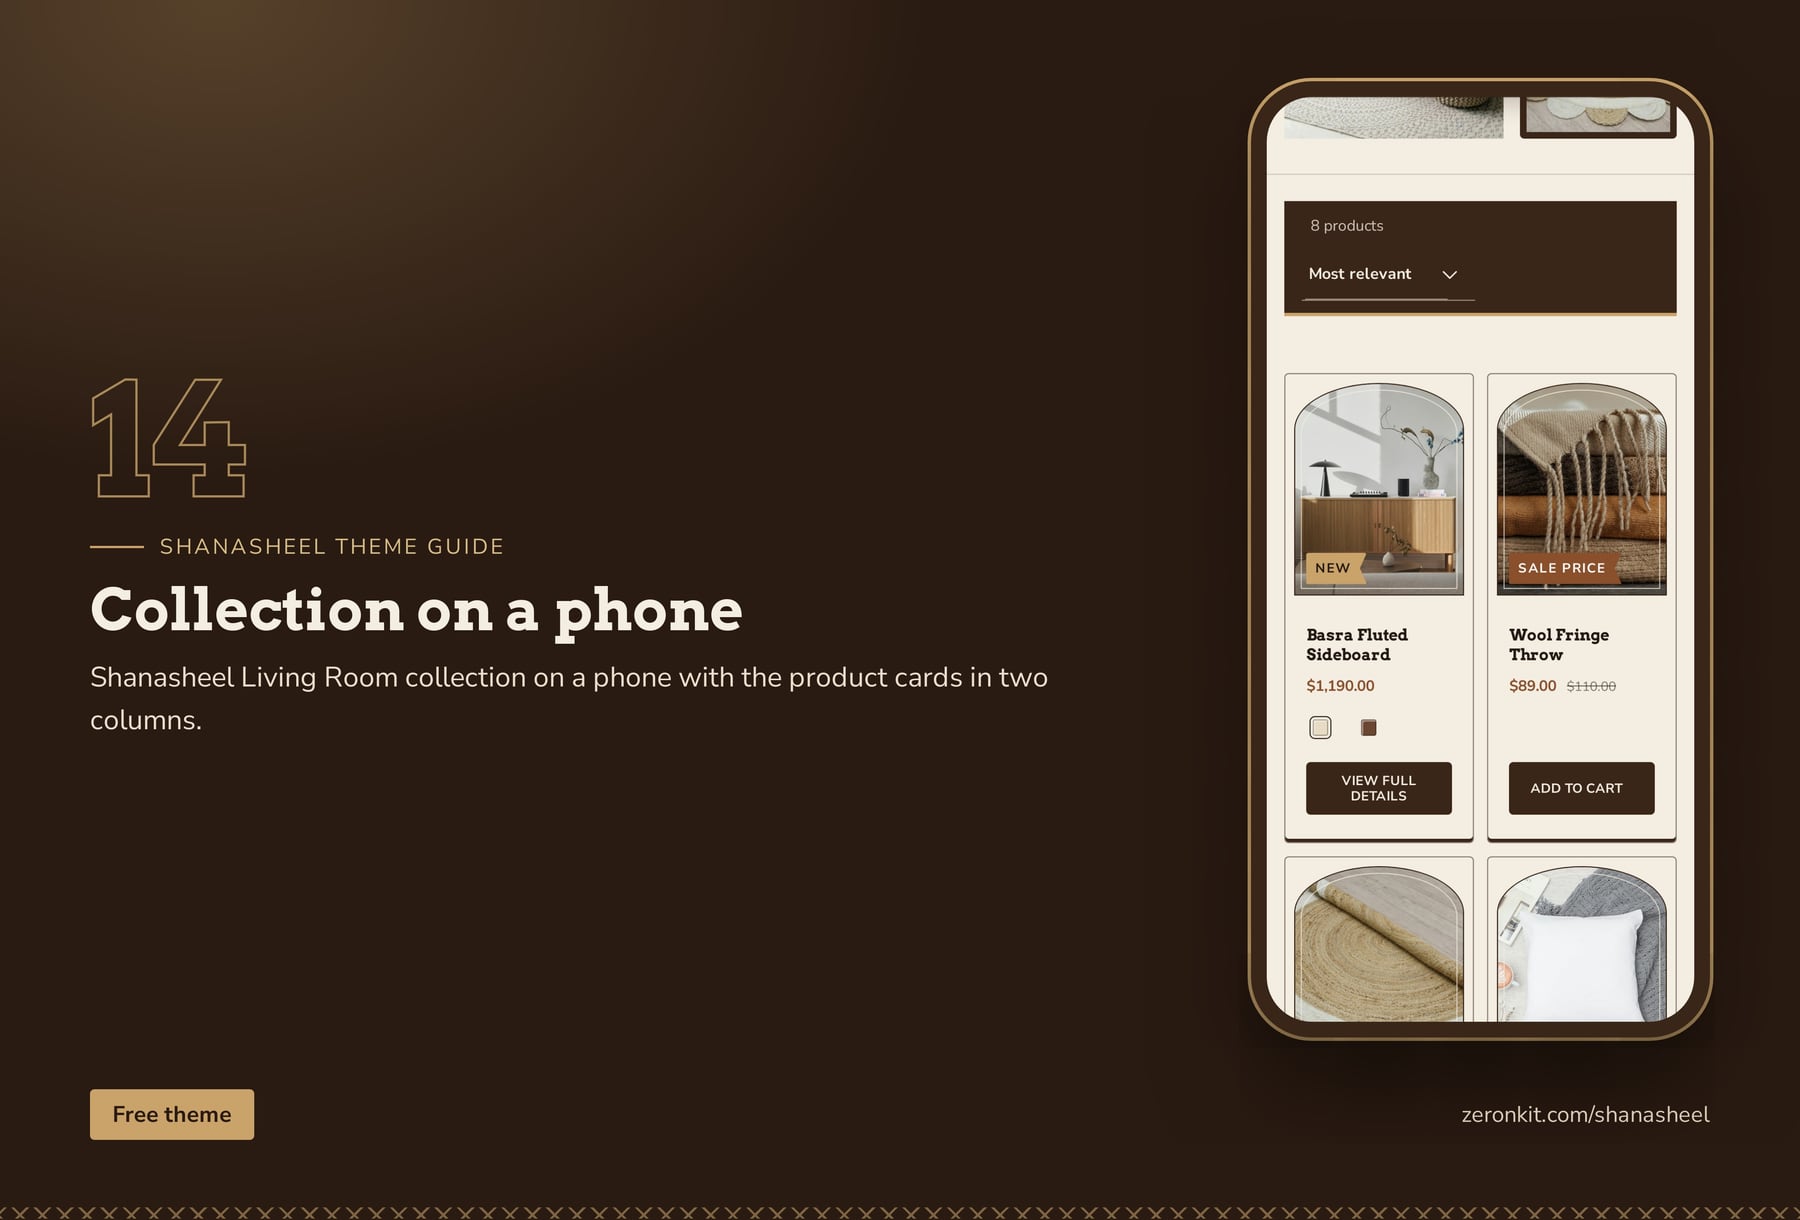 14
SHANASHEEL THEME GUIDE
Collection on a phone
Shanasheel Living Room collection on a phone with the product cards in two
columns.
Free theme
8 products
Most relevant
NEW
Basra Fluted
Sideboard
$1,190.00
VIEW FULL
DETAILS
SALE PRICE
Wool Fringe
Throw
$89.00 $110.00
ADD TO CART
zeronkit.com/shanasheel